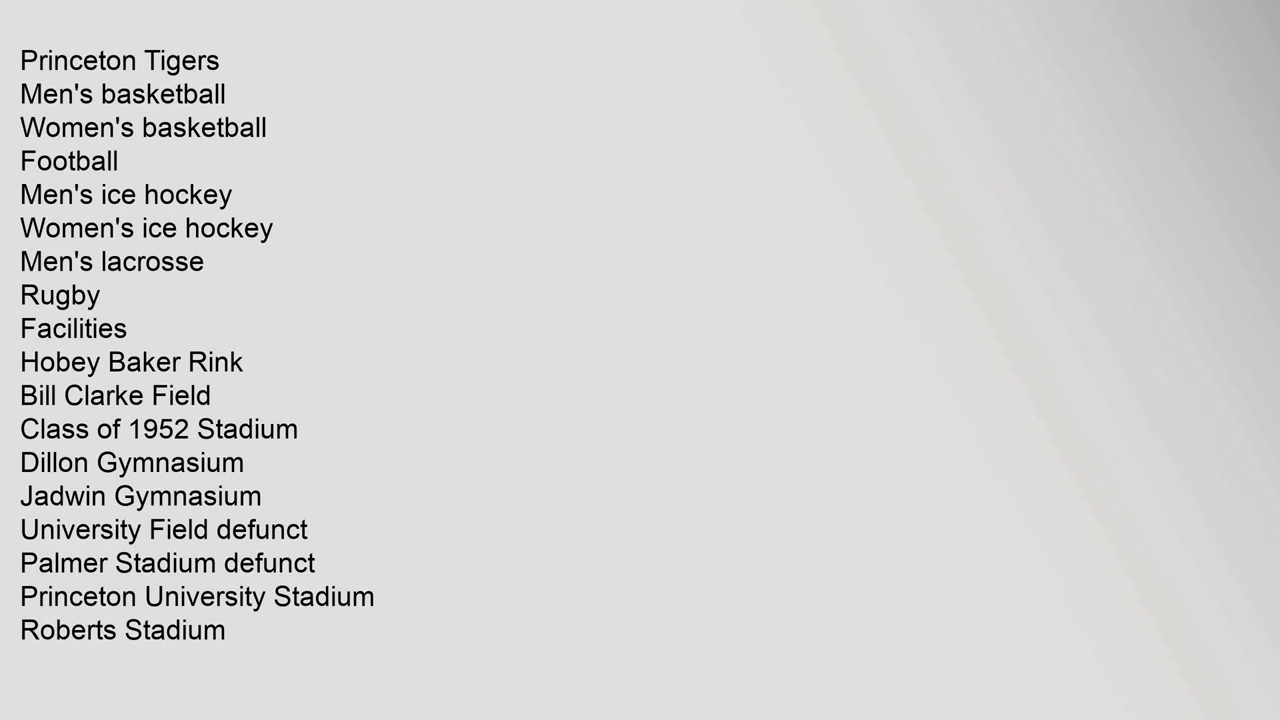 Princeton Tigers
Men's basketball
Women's basketball
Football
Men's ice hockey
Women's ice hockey
Men's lacrosse
Rugby
Facilities
Hobey Baker Rink
Bill Clarke Field
Class of 1952 Stadium
Dillon Gymnasium
Jadwin Gymnasium
University Field defunct
Palmer Stadium defunct
Princeton University Stadium
Roberts Stadium